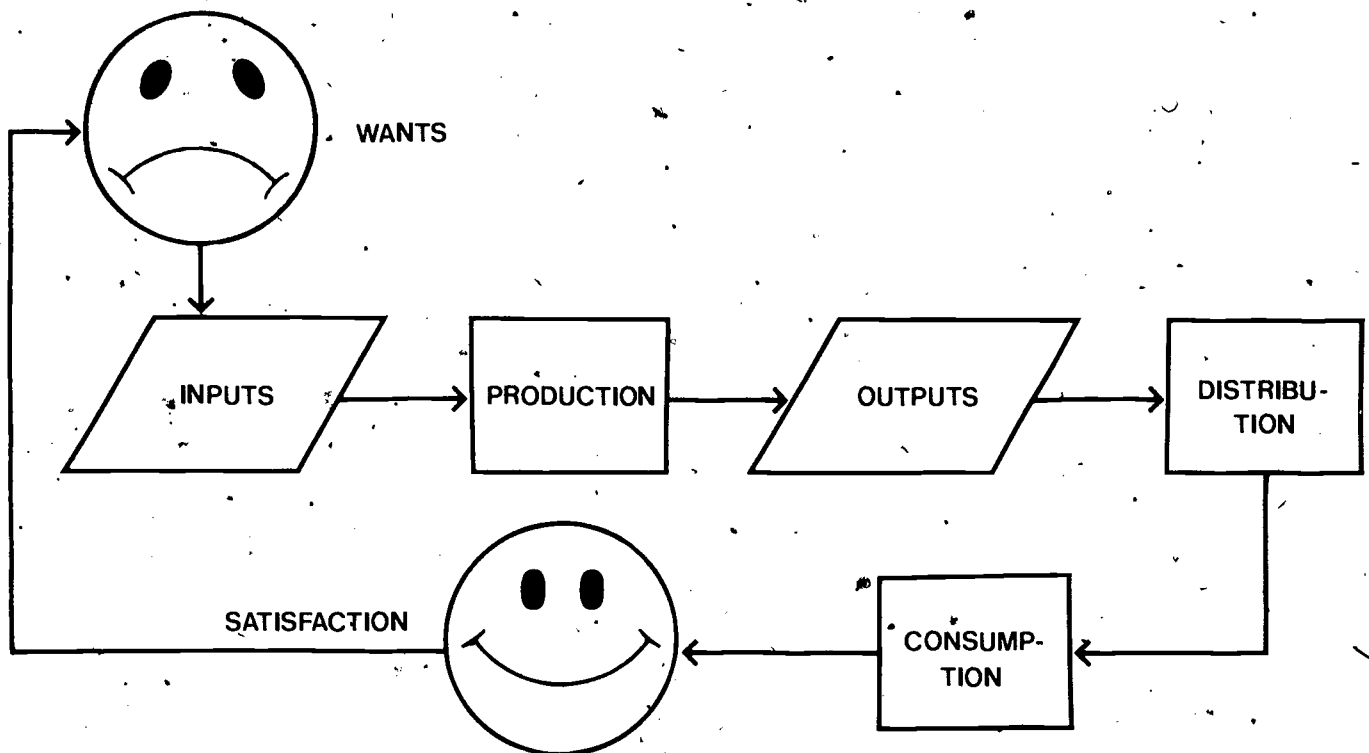 WANTS
INPUTS
PRODUCTION
OUTPUTS
DISTRIBU-
TION
CONSUMP-
TION
SATISFACTION